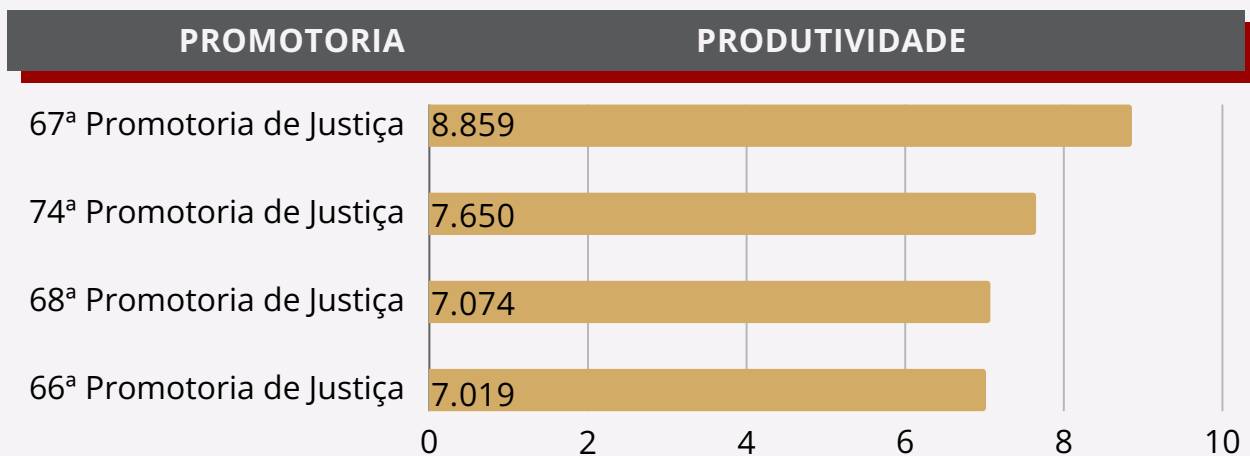 PROMOTORIA PRODUTIVIDADE
67ª Promotoria de Justiça 8.859
74ª Promotoria de Justiça 7.650
68ª Promotoria de Justiça 7.074
66ª Promotoria de Justiça 7.019
0 2 4 6 8 10